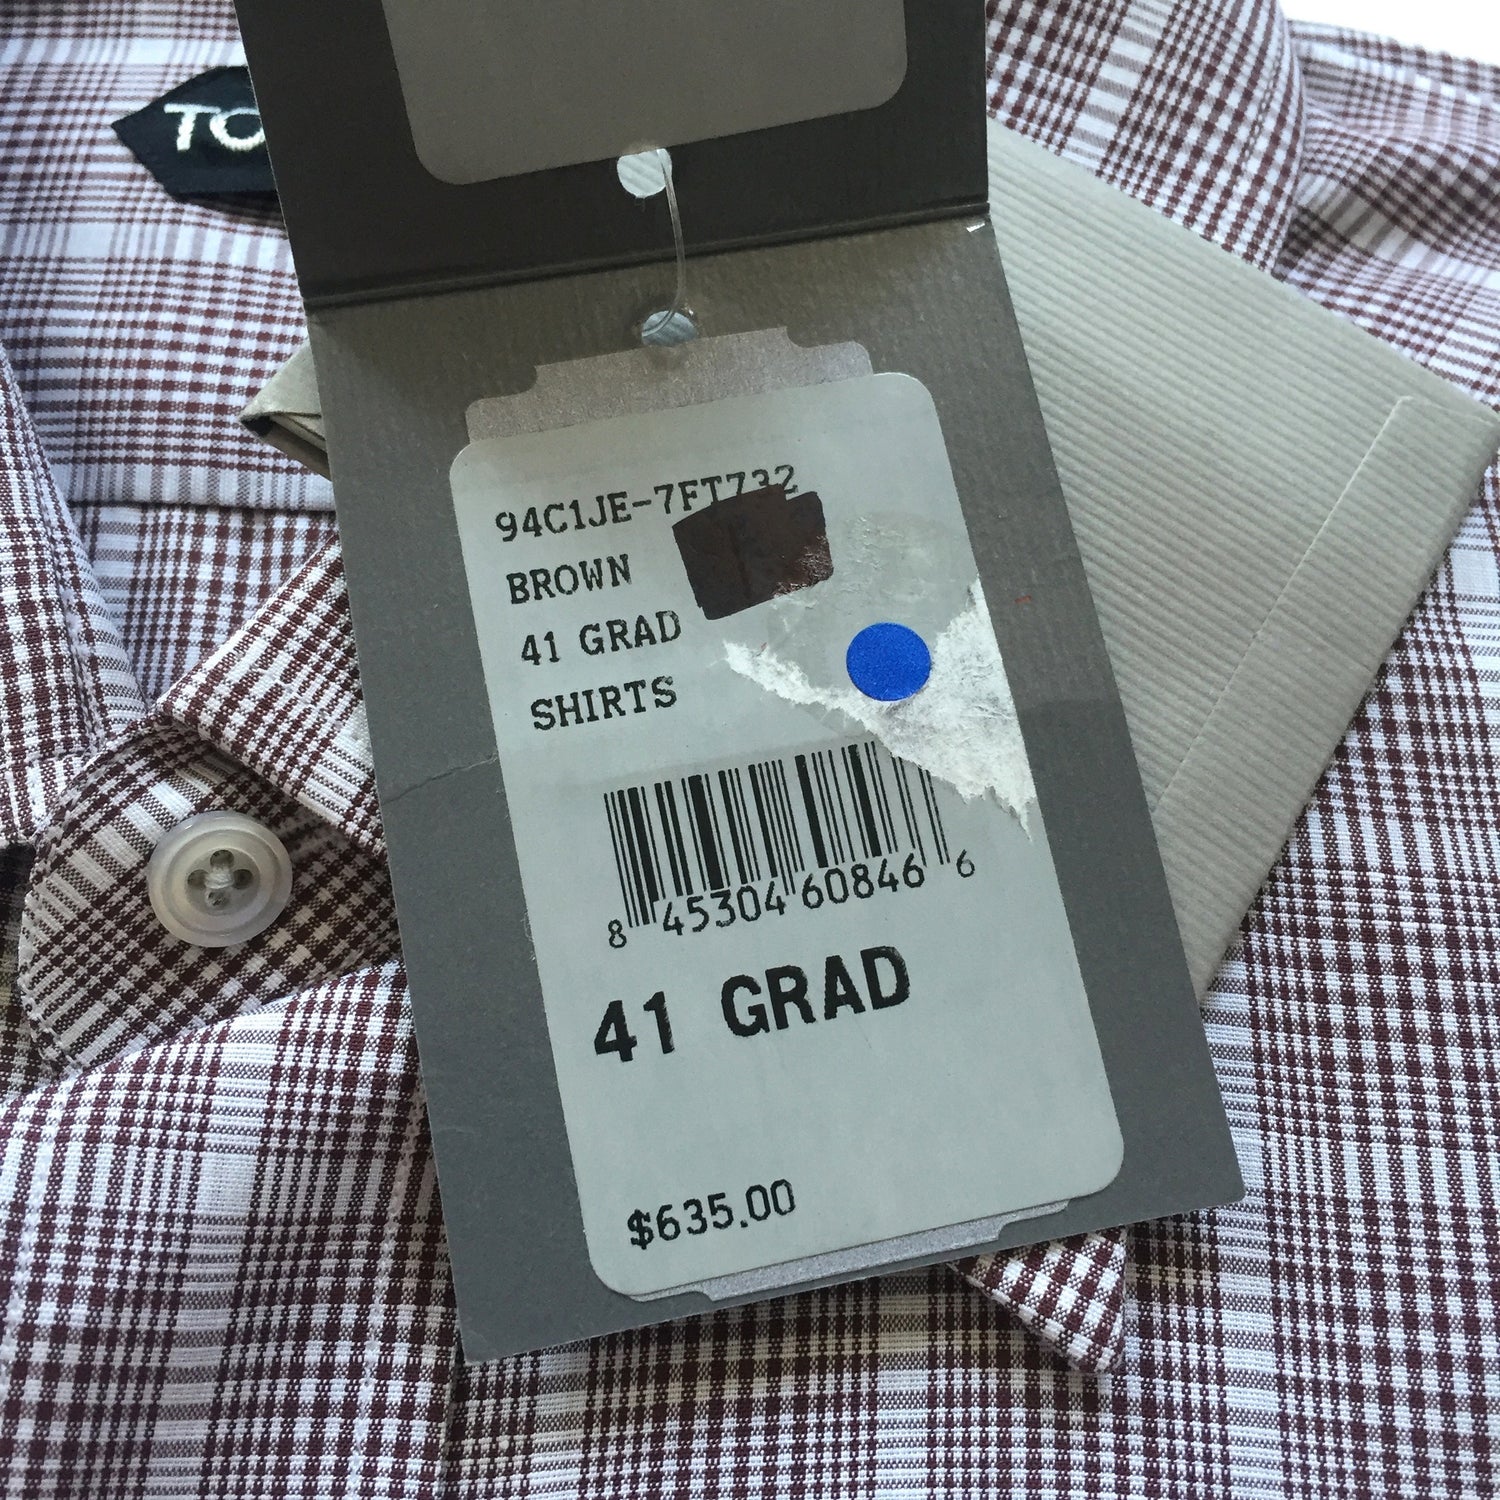 TO
94C1JE-7FT732
BROWN
41 GRAD
SHIRTS
8 45304 60846 6
41 GRAD
$635.00